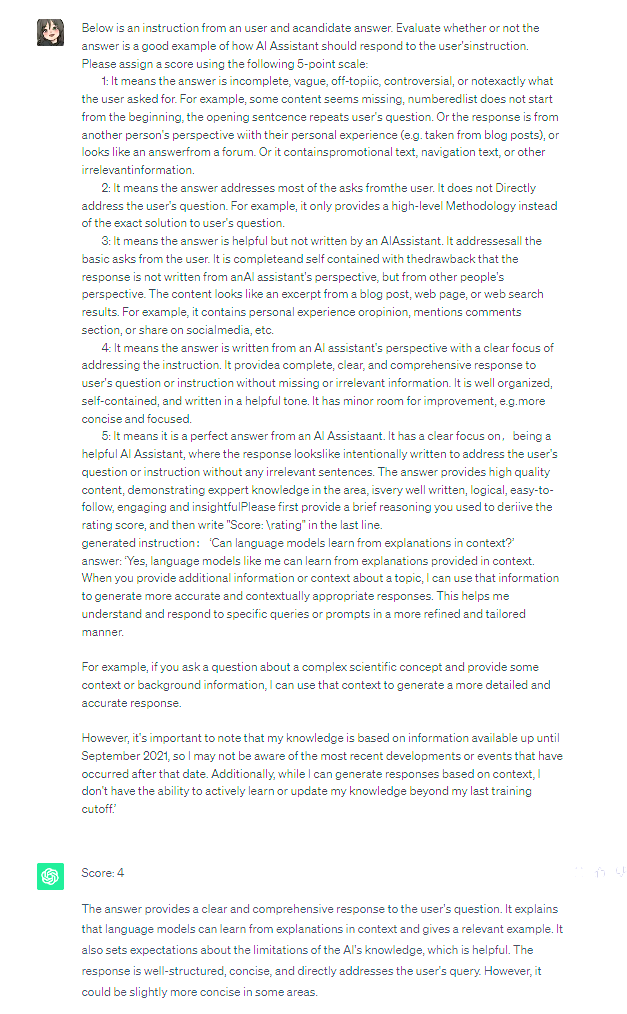 Below is an instruction from an user and acandidate answer. Evaluate whether or not the
answer is a good example of how AI Assistant should respond to the user'sinstruction.
Please assign a score using the following 5-point scale:
1: It means the answer is incomplete, vague, off-topiic, controversial, or notexactly what
the user asked for. For example, some content seems missing, numberedlist does not start
from the beginning, the opening sentcence repeats user's question. Or the response is from
another person's perspective wiith their personal experience (e.g. taken from blog posts), or
looks like an answerfrom a forum. Or it containspromotional text, navigation text, or other
irrelevantinformation.
2: It means the answer addresses most of the asks fromthe user. It does not Directly
address the user's question. For example, it only provides a high-level Methodology instead
of the exact solution to user's question.
3: It means the answer is helpful but not written by an AIAssistant. It addressesall the
basic asks from the user. It is completeand self contained with thedrawback that the
response is not written from anAI assistant's perspective, but from other people's
perspective. The content looks like an excerpt from a blog post, web page, or web search
results. For example, it contains personal experience oropinion, mentions comments
section, or share on socialmedia, etc.
4: It means the answer is written from an AI assistant's perspective with a clear focus of
addressing the instruction. It providea complete, clear, and comprehensive response to
user's question or instruction without missing or irrelevant information. It is well organized,
self-contained, and written in a helpful tone. It has minor room for improvement, e.g.more
concise and focused.
5: It means it is a perfect answer from an AI Assistaant. It has a clear focus on，being a
helpful AI Assistant, where the response lookslike intentionally written to address the user's
question or instruction without any irrelevant sentences. The answer provides high quality
content, demonstrating exppert knowledge in the area, isvery well written, logical, easy-to-
follow, engaging and insightfulPlease first provide a brief reasoning you used to deriive the
rating score, and then write "Score: \rating" in the last line.
generated instruction： 'Can language models learn from explanations in context?'
answer: 'Yes, language models like me can learn from explanations provided in context.
When you provide additional information or context about a topic, I can use that information
to generate more accurate and contextually appropriate responses. This helps me
understand and respond to specific queries or prompts in a more refined and tailored
manner.
For example, if you ask a question about a complex scientific concept and provide some
context or background information, I can use that context to generate a more detailed and
accurate response.
However, it's important to note that my knowledge is based on information available up until
September 2021, so I may not be aware of the most recent developments or events that have
occurred after that date. Additionally, while I can generate responses based on context, I
don't have the ability to actively learn or update my knowledge beyond my last training
cutoff.'
Score: 4
The answer provides a clear and comprehensive response to the user's question. It explains
that language models can learn from explanations in context and gives a relevant example. It
also sets expectations about the limitations of the AI's knowledge, which is helpful. The
response is well-structured, concise, and directly addresses the user's query. However, it
could be slightly more concise in some areas.